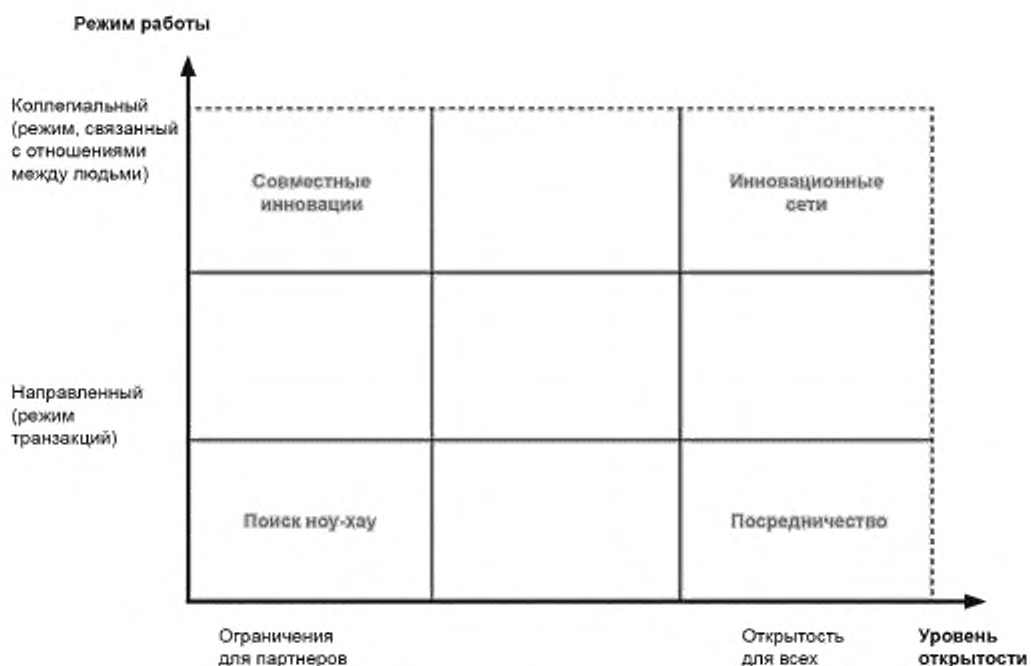 Режим работы
Коллегиальный
(режим, связанный
с отношениями
между людьми)
Совместные
инновации
Инновационные
сети
Направленный
(режим
транзакций)
Поиск ноу-хау
Посредничество
Ограничения
для партнеров
Открытость
для всех
Уровень
открытости